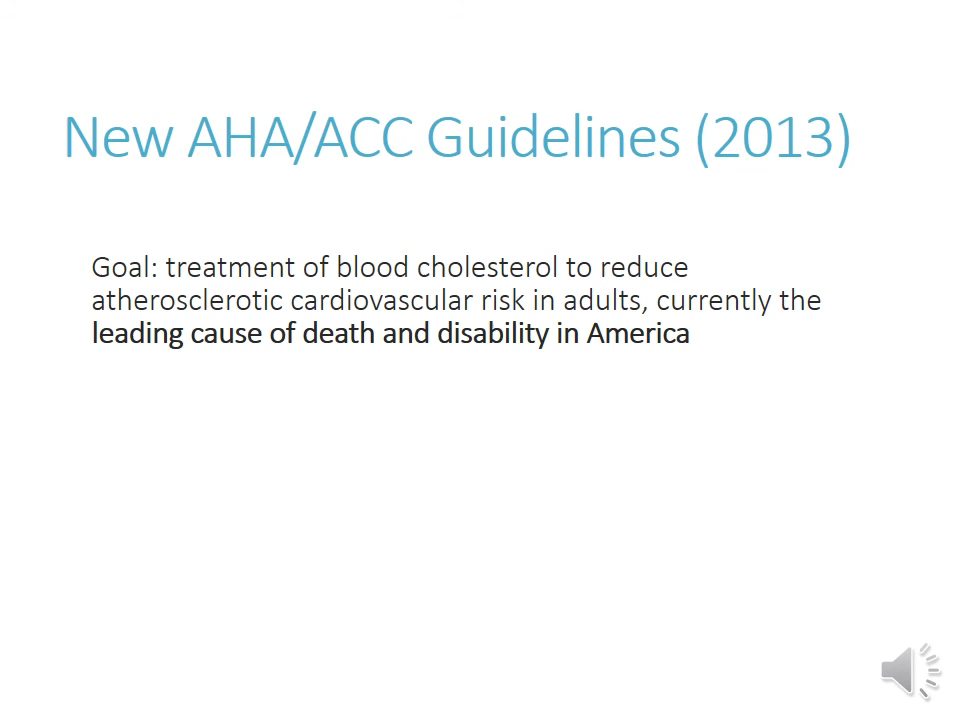 New AHA/ACC Guidelines (2013)
Goal: treatment of blood cholesterol to reduce
atherosclerotic cardiovascular risk in adults, currently the
leading cause of death and disability in America